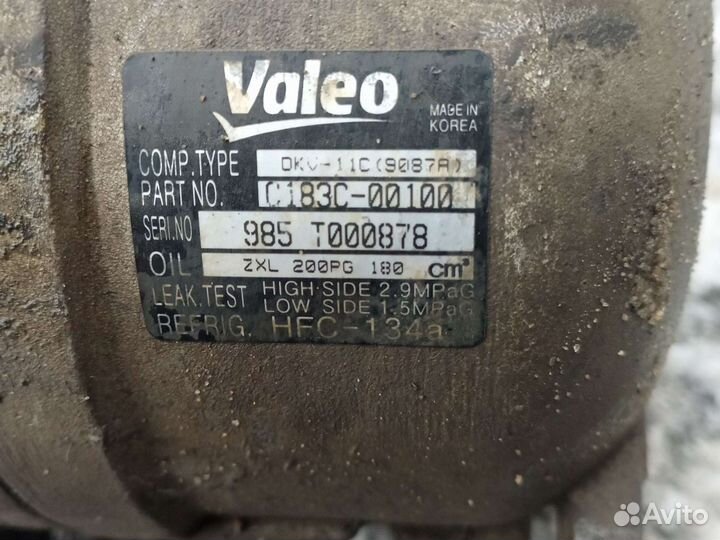 Valeo
MADE IN
KOREA
COMP.TYPE DKV-11C(9087A)
PART NO. C183C-00100
SERI.NO 985 T000878
OIL ZXL 200PG 180 cm³
LEAK.TEST HIGH SIDE 2.9MPaG
LOW SIDE 1.5MPaG
REFRIG. HFC-134a
Avito